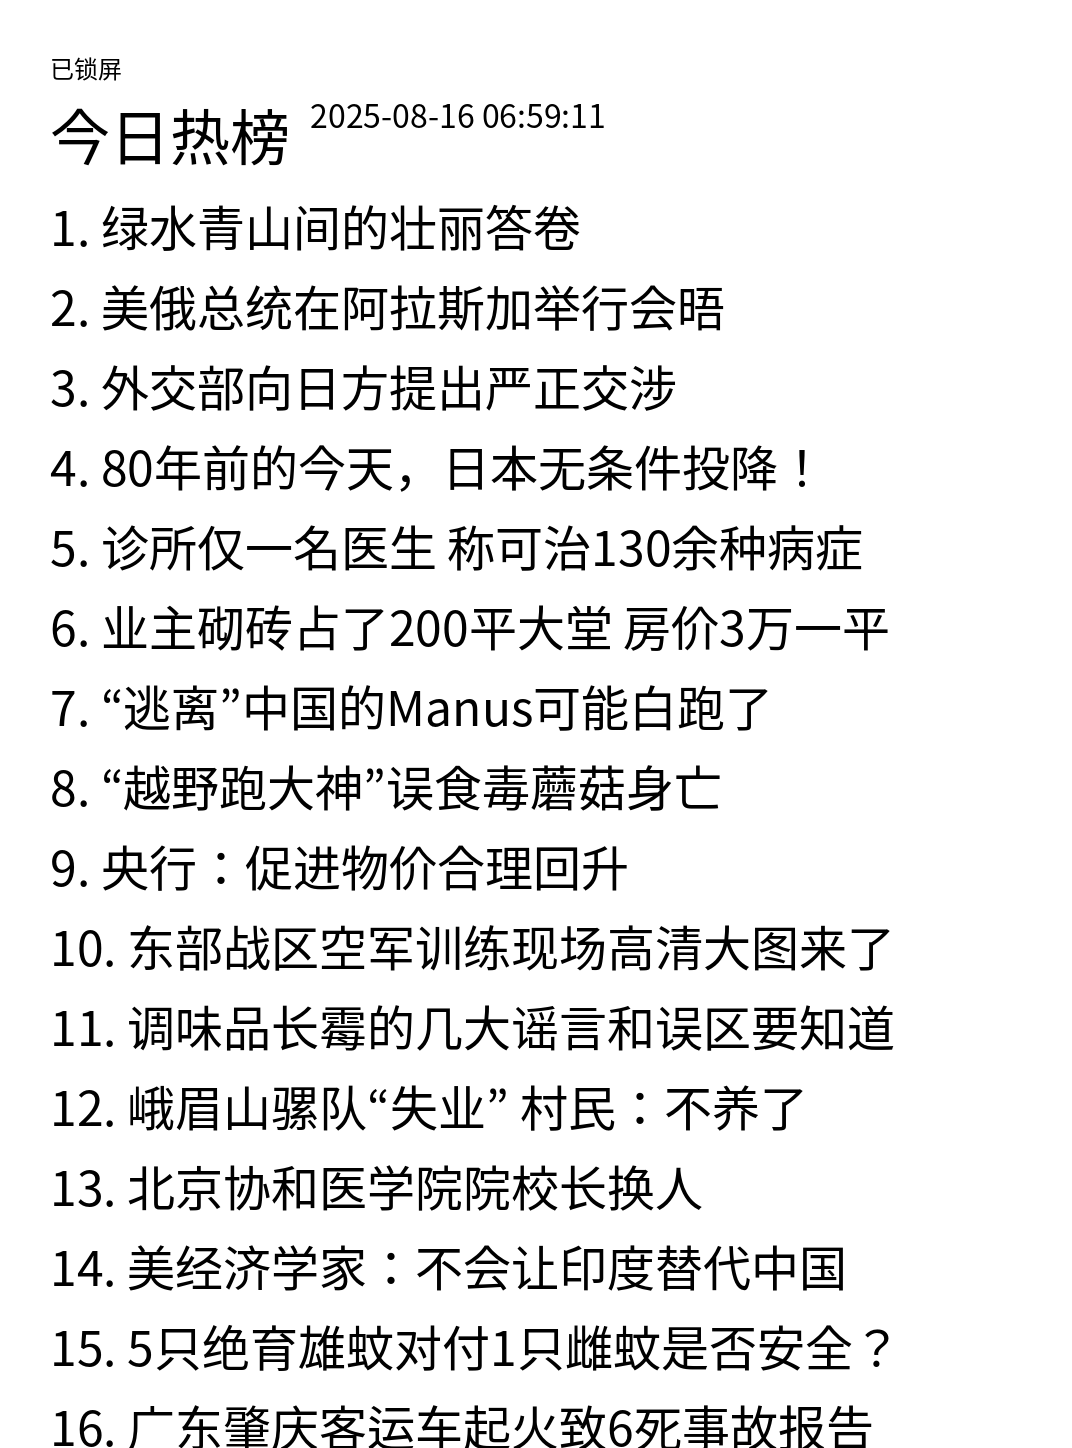 已锁屏
今日热榜 2025-08-16 06:59:11
1. 绿水青山间的壮丽答卷
2. 美俄总统在阿拉斯加举行会晤
3. 外交部向日方提出严正交涉
4. 80年前的今天，日本无条件投降！
5. 诊所仅一名医生 称可治130余种病症
6. 业主砌砖占了200平大堂 房价3万一平
7. “逃离”中国的Manus可能白跑了
8. “越野跑大神”误食毒蘑菇身亡
9. 央行：促进物价合理回升
10. 东部战区空军训练现场高清大图来了
11. 调味品长霉的几大谣言和误区要知道
12. 峨眉山骡队“失业” 村民：不养了
13. 北京协和医学院院校长换人
14. 美经济学家：不会让印度替代中国
15. 5只绝育雄蚊对付1只雌蚊是否安全？
16. 广东肇庆客运车起火致6死事故报告